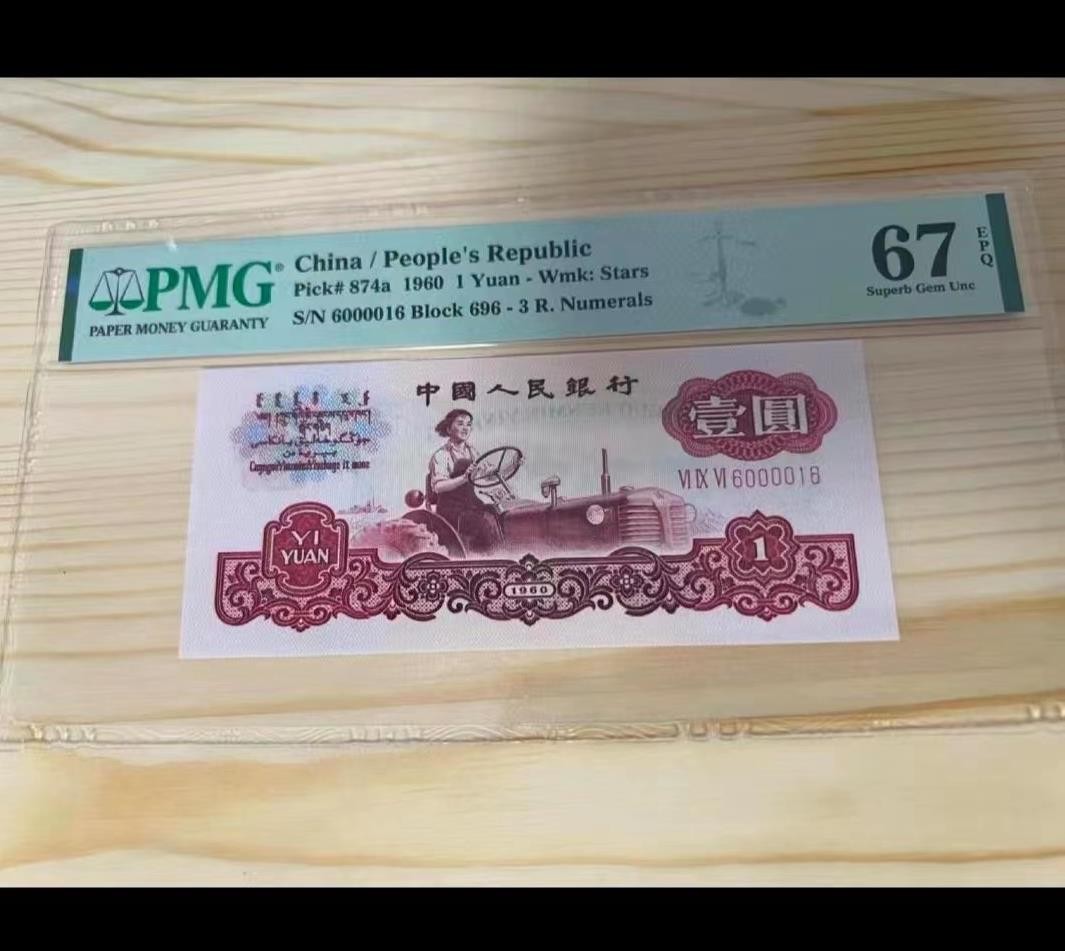 PMG®
PAPER MONEY GUARANTY
China / People's Republic
Pick# 874a 1960 1 Yuan - Wmk: Stars
S/N 6000016 Block 696 - 3 R. Numerals
67
EPQ
Superb Gem Unc
中國人民銀行
壹圓
VI IX VI 6000016
YI
YUAN
1
1960